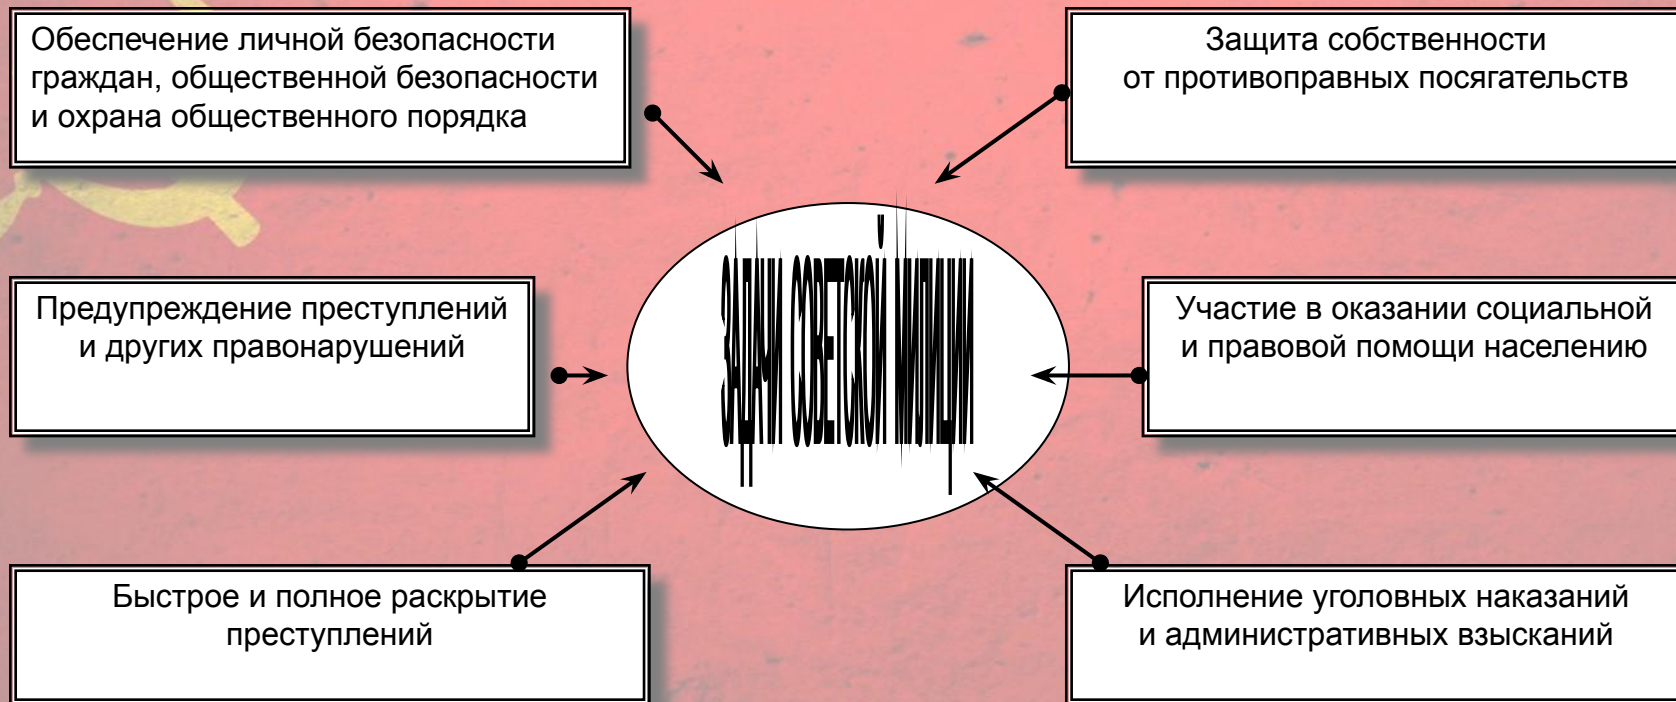 Обеспечение личной безопасности
граждан, общественной безопасности
и охрана общественного порядка
Защита собственности
от противоправных посягательств
ЗАДАЧИ СОВЕТСКОЙ МИЛИЦИИ
Предупреждение преступлений
и других правонарушений
Участие в оказании социальной
и правовой помощи населению
Быстрое и полное раскрытие
преступлений
Исполнение уголовных наказаний
и административных взысканий